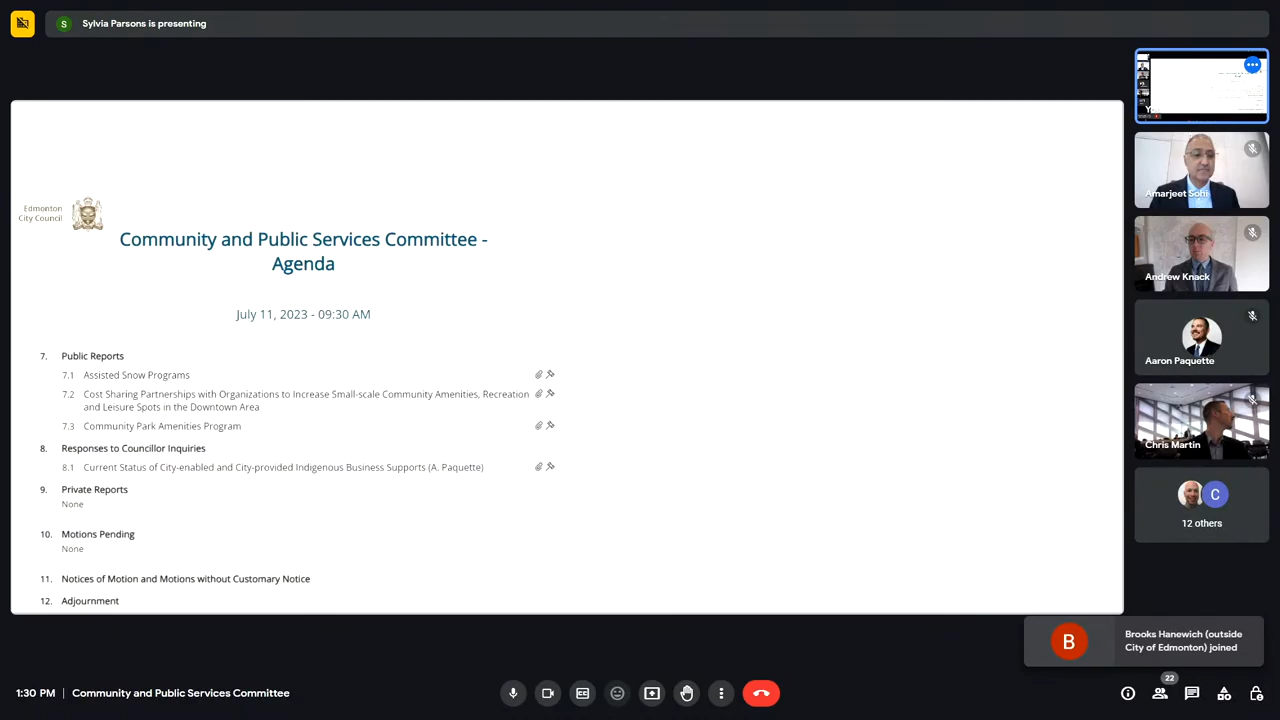 S
Sylvia Parsons is presenting
Edmonton
City Council
Community and Public Services Committee -
Agenda
July 11, 2023 - 09:30 AM
7. Public Reports
7.1 Assisted Snow Programs
7.2 Cost Sharing Partnerships with Organizations to Increase Small-scale Community Amenities, Recreation
and Leisure Spots in the Downtown Area
7.3 Community Park Amenities Program
8. Responses to Councillor Inquiries
8.1 Current Status of City-enabled and City-provided Indigenous Business Supports (A. Paquette)
9. Private Reports
None
10. Motions Pending
None
11. Notices of Motion and Motions without Customary Notice
12. Adjournment
Amarjeet Sohi
Andrew Knack
Aaron Paquette
Chris Martin
C
12 others
B
Brooks Hanewich (outside
City of Edmonton) joined
1:30 PM | Community and Public Services Committee
22